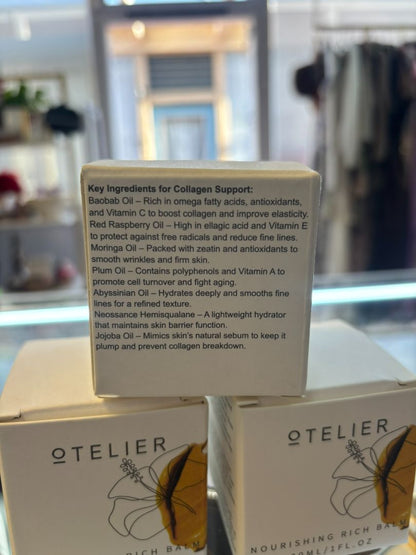 Key Ingredients for Collagen Support:
Baobab Oil – Rich in omega fatty acids, antioxidants,
and Vitamin C to boost collagen and improve elasticity.
Red Raspberry Oil – High in ellagic acid and Vitamin E
to protect against free radicals and reduce fine lines.
Moringa Oil – Packed with zeatin and antioxidants to
smooth wrinkles and firm skin.
Plum Oil – Contains polyphenols and Vitamin A to
promote cell turnover and fight aging.
Abyssinian Oil – Hydrates deeply and smooths fine
lines for a refined texture.
Neossance Hemisqualane – A lightweight hydrator
that maintains skin barrier function.
Jojoba Oil – Mimics skin's natural sebum to keep it
plump and prevent collagen breakdown.
OTELIER
RICH BALM
OTELIER
NOURISHING RICH BALM
/1FL.OZ